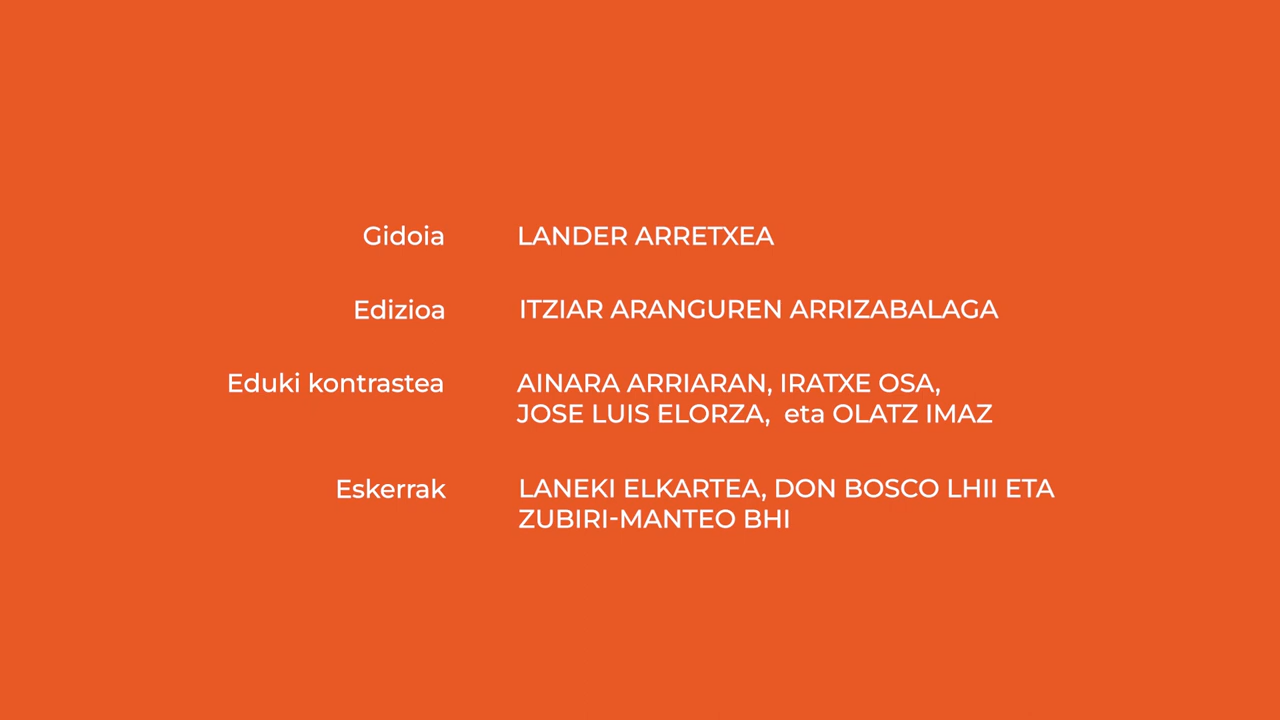 Gidoia LANDER ARRETXEA
Edizioa ITZIAR ARANGUREN ARRIZABALAGA
Eduki kontrastea AINARA ARRIARAN, IRATXE OSA,
JOSE LUIS ELORZA, eta OLATZ IMAZ
Eskerrak LANEKI ELKARTEA, DON BOSCO LHII ETA
ZUBIRI-MANTEO BHI